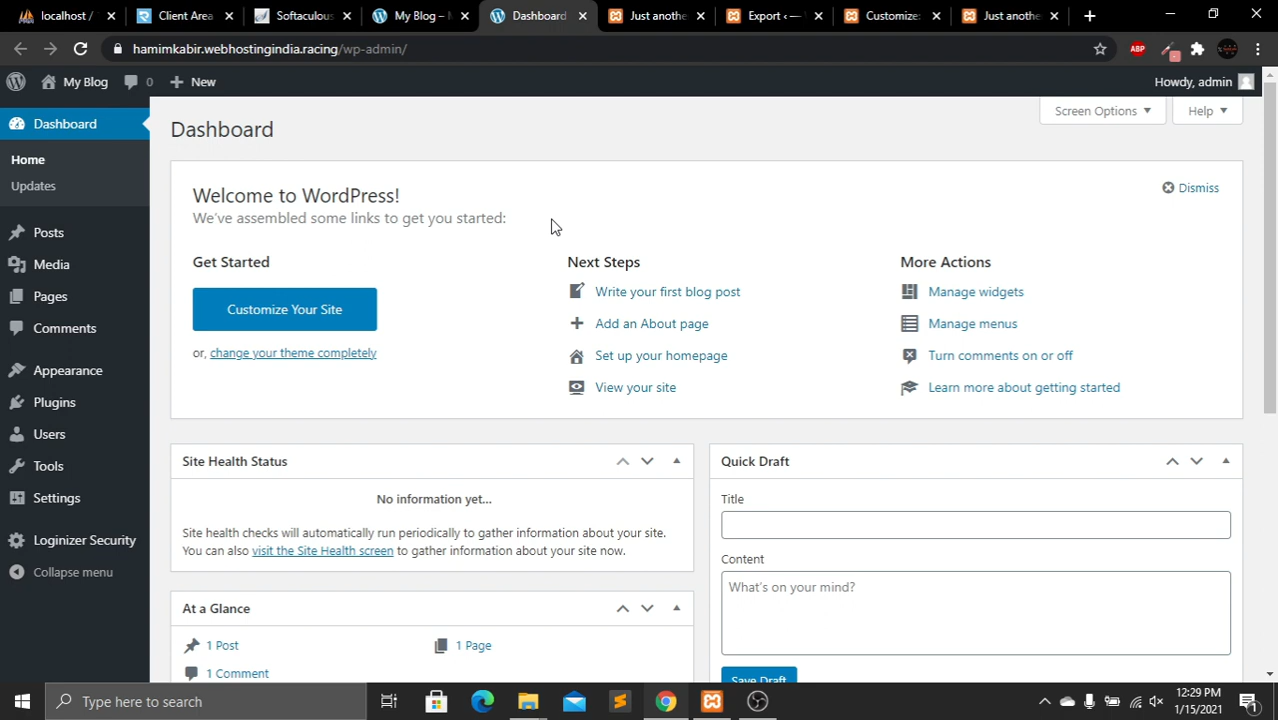 localhost /
Client Area
Softaculous
My Blog –
Dashboard
Just anothe
Export ‹ —
Customize:
Just anothe
hamimkabir.webhostingindia.racing/wp-admin/
ABP
My Blog
0
New
Howdy, admin
Dashboard
Home
Updates
Posts
Media
Pages
Comments
Appearance
Plugins
Users
Tools
Settings
Loginizer Security
Collapse menu
Screen Options
Help
Dashboard
Welcome to WordPress!
Dismiss
We've assembled some links to get you started:
Get Started
Customize Your Site
or, change your theme completely
Next Steps
Write your first blog post
Add an About page
Set up your homepage
View your site
More Actions
Manage widgets
Manage menus
Turn comments on or off
Learn more about getting started
Site Health Status
No information yet...
Site health checks will automatically run periodically to gather information about your site.
You can also visit the Site Health screen to gather information about your site now.
At a Glance
1 Post
1 Page
1 Comment
Quick Draft
Title
Content
What's on your mind?
Save Draft
Type here to search
12:29 PM
1/15/2021
1